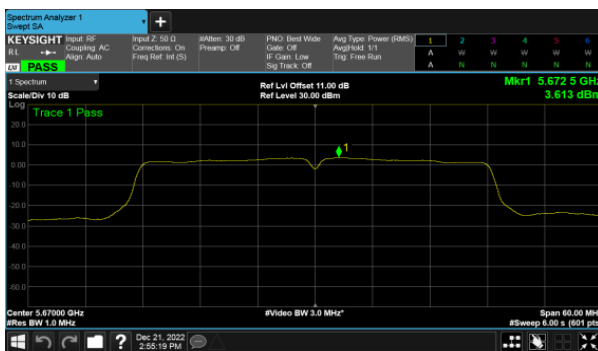 Spectrum Analyzer 1
Swept SA
+
KEYSIGHT Input: RF Input Z: 50 Ω #Atten: 30 dB PNO: Best Wide Avg Type: Power (RMS) 1 2 3 4 5 6
RL Coupling: AC Corrections: On Preamp: Off Gate: Off Avg|Hold: 1/1 A W W W W W
Align: Auto Freq Ref: Int (S) IF Gain: Low Trig: Free Run
LXI PASS Sig Track: Off A N N N N N
1 Spectrum Mkr1 5.672 5 GHz
Scale/Div 10 dB Ref Lvl Offset 11.00 dB 3.613 dBm
Ref Level 30.00 dBm
Log Trace 1 Pass
20.0
10.0 1
0.00
-10.0
-20.0
-30.0
-40.0
-50.0
-60.0
Center 5.67000 GHz #Video BW 3.0 MHz* Span 60.00 MH
#Res BW 1.0 MHz #Sweep 6.00 s (601 pts
? Dec 21, 2022
2:55:19 PM